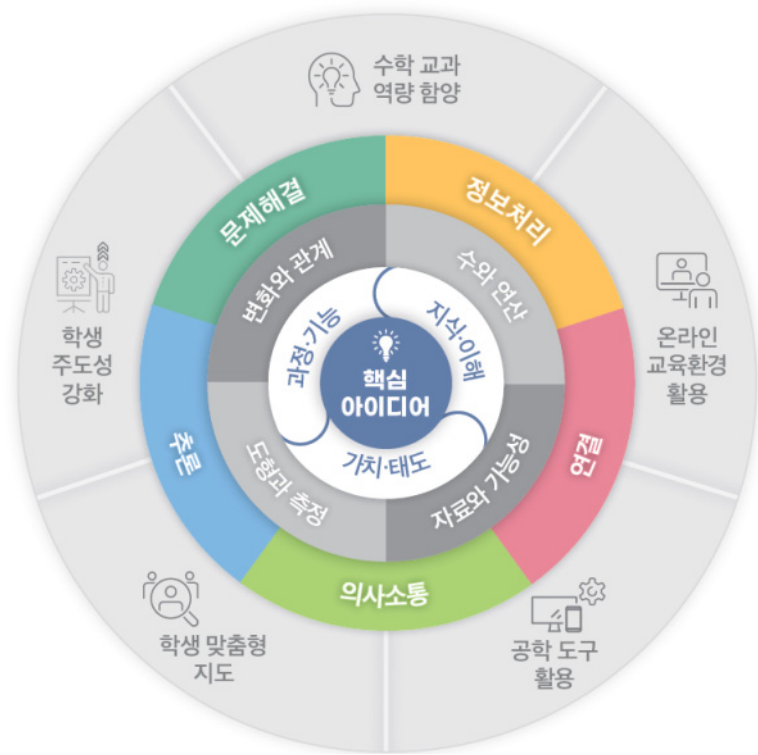 수학 교과
역량 함양
문제해결
정보처리
변화와 관계
수와 연산
과정·기능
지식·이해
핵심
아이디어
가치·태도
학생
주도성
강화
온라인
교육환경
활용
추론
연결
도형과 측정
자료와 가능성
의사소통
학생 맞춤형
지도
공학 도구
활용